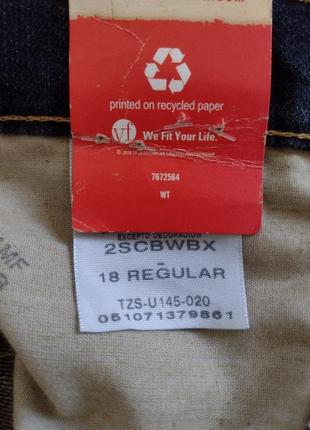 printed on recycled paper
vf We Fit Your Life.
7672564
WT
EXCEPTO DECORACION
2SCBWBX
-
18 REGULAR
TZS-U145-020
051071379861